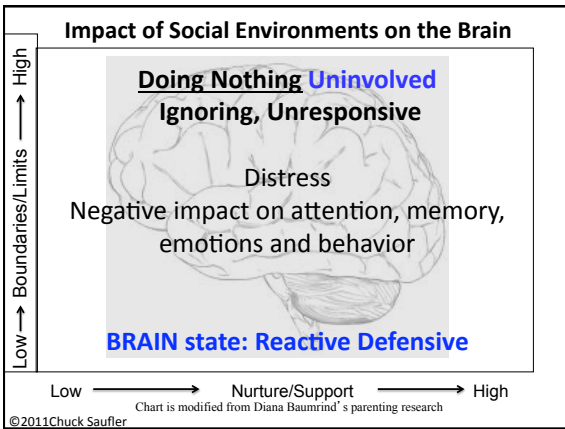 Impact of Social Environments on the Brain
Low → Boundaries/Limits → High
Doing Nothing Uninvolved
Ignoring, Unresponsive
Distress
Negative impact on attention, memory,
emotions and behavior
BRAIN state: Reactive Defensive
Low → Nurture/Support → High
Chart is modified from Diana Baumrind's parenting research
©2011Chuck Saufler